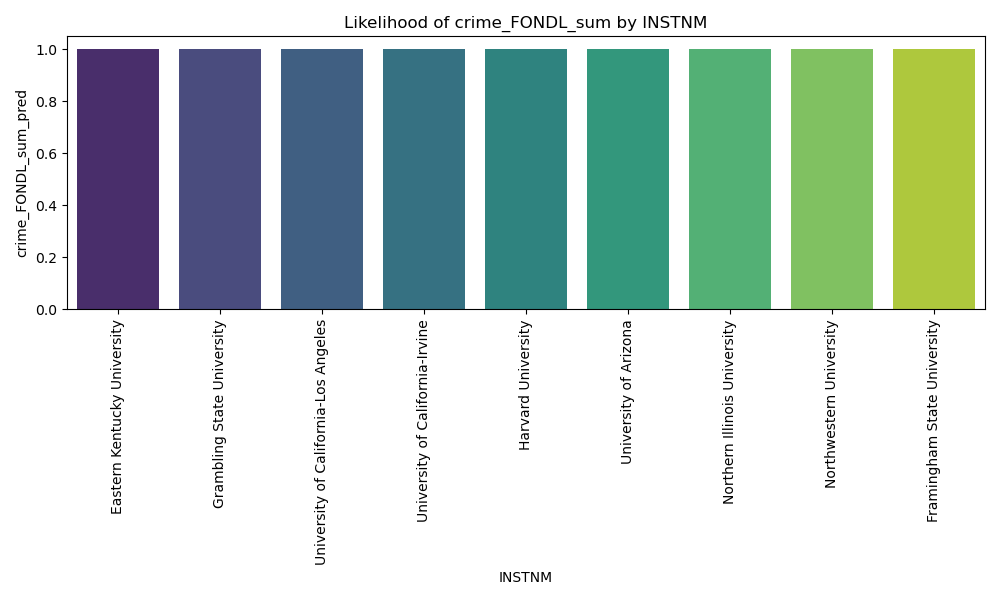 Likelihood of crime_FONDL_sum by INSTNM
crime_FONDL_sum_pred
1.0
0.8
0.6
0.4
0.2
0.0
Eastern Kentucky University
Grambling State University
University of California-Los Angeles
University of California-Irvine
Harvard University
University of Arizona
Northern Illinois University
Northwestern University
Framingham State University
INSTNM